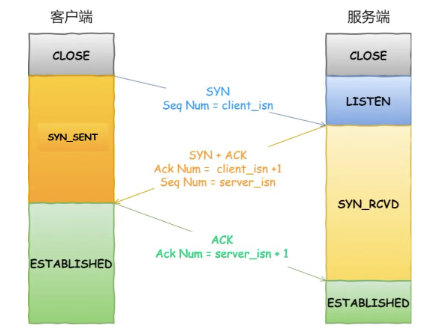 客户端
服务端
CLOSE
CLOSE
SYN
Seq Num = client_isn
LISTEN
SYN_SENT
SYN + ACK
Ack Num = client_isn +1
Seq Num = server_isn
SYN_RCVD
ACK
Ack Num = server_isn + 1
ESTABLISHED
ESTABLISHED